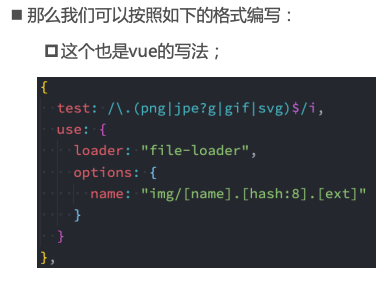 那么我们可以按照如下的格式编写：
这个也是vue的写法；
{
  test: /\.(png|jpe?g|gif|svg)$/i,
  use: {
    loader: "file-loader",
    options: {
      name: "img/[name].[hash:8].[ext]"
    }
  }
},